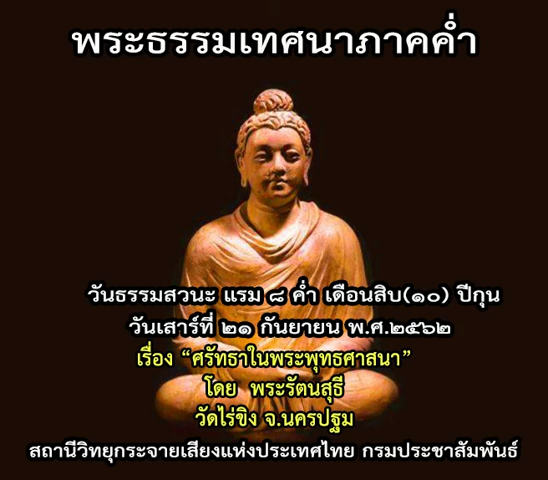 พระธรรมเทศนาภาคค่ำ
วันธรรมสวนะ แรม ๘ ค่ำ เดือนสิบ(๑๐) ปีกุน
วันเสาร์ที่ ๒๑ กันยายน พ.ศ.๒๕๖๒
เรื่อง “ศรัทธาในพระพุทธศาสนา”
โดย พระรัตนสุธี
วัดไร่ขิง จ.นครปฐม
สถานีวิทยุกระจายเสียงแห่งประเทศไทย กรมประชาสัมพันธ์